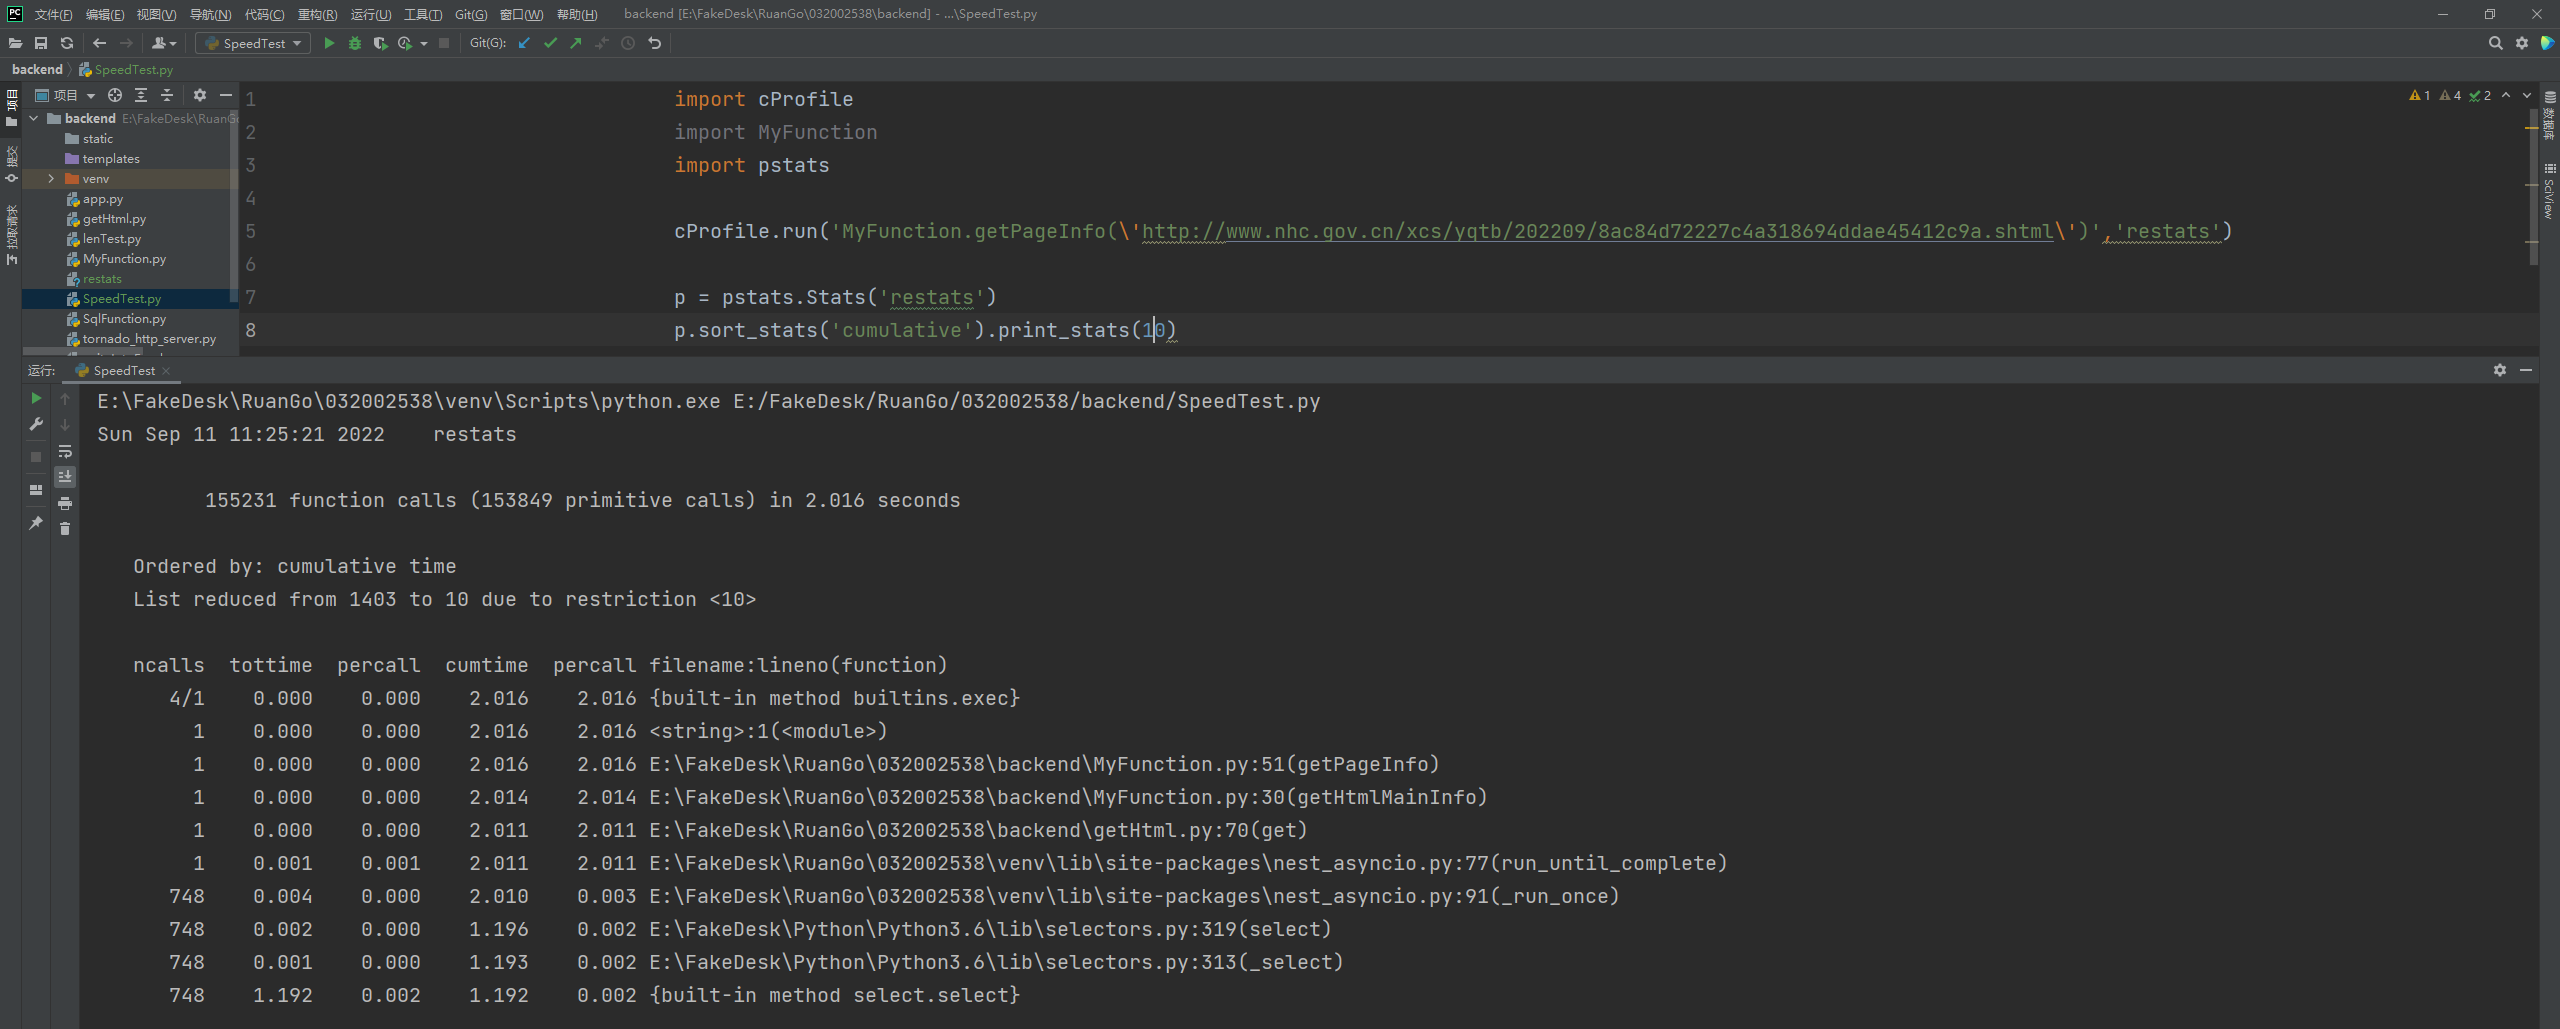 PC 文件(F) 编辑(E) 视图(V) 导航(N) 代码(C) 重构(R) 运行(U) 工具(T) Git(G) 窗口(W) 帮助(H) backend [E:\FakeDesk\RuanGo\032002538\backend] - ...\SpeedTest.py
SpeedTest Git(G):
backend SpeedTest.py
项目
提交
拉取请求
项目
backend E:\FakeDesk\RuanG
static
templates
venv
app.py
getHtml.py
lenTest.py
MyFunction.py
restats
SpeedTest.py
SqlFunction.py
tornado_http_server.py
1 import cProfile
2 import MyFunction
3 import pstats
4
5 cProfile.run('MyFunction.getPageInfo(\'http://www.nhc.gov.cn/xcs/yqtb/202209/8ac84d72227c4a318694ddae45412c9a.shtml\')','restats')
6
7 p = pstats.Stats('restats')
8 p.sort_stats('cumulative').print_stats(10)
1 4 2
数据库
SciView
运行: SpeedTest
E:\FakeDesk\RuanGo\032002538\venv\Scripts\python.exe E:/FakeDesk/RuanGo/032002538/backend/SpeedTest.py
Sun Sep 11 11:25:21 2022    restats
155231 function calls (153849 primitive calls) in 2.016 seconds
Ordered by: cumulative time
List reduced from 1403 to 10 due to restriction <10>
ncalls  tottime  percall  cumtime  percall filename:lineno(function)
4/1    0.000    0.000    2.016    2.016 {built-in method builtins.exec}
1    0.000    0.000    2.016    2.016 <string>:1(<module>)
1    0.000    0.000    2.016    2.016 E:\FakeDesk\RuanGo\032002538\backend\MyFunction.py:51(getPageInfo)
1    0.000    0.000    2.014    2.014 E:\FakeDesk\RuanGo\032002538\backend\MyFunction.py:30(getHtmlMainInfo)
1    0.000    0.000    2.011    2.011 E:\FakeDesk\RuanGo\032002538\backend\getHtml.py:70(get)
1    0.001    0.001    2.011    2.011 E:\FakeDesk\RuanGo\032002538\venv\lib\site-packages\nest_asyncio.py:77(run_until_complete)
748    0.004    0.000    2.010    0.003 E:\FakeDesk\RuanGo\032002538\venv\lib\site-packages\nest_asyncio.py:91(_run_once)
748    0.002    0.000    1.196    0.002 E:\FakeDesk\Python\Python3.6\lib\selectors.py:319(select)
748    0.001    0.000    1.193    0.002 E:\FakeDesk\Python\Python3.6\lib\selectors.py:313(_select)
748    1.192    0.002    1.192    0.002 {built-in method select.select}